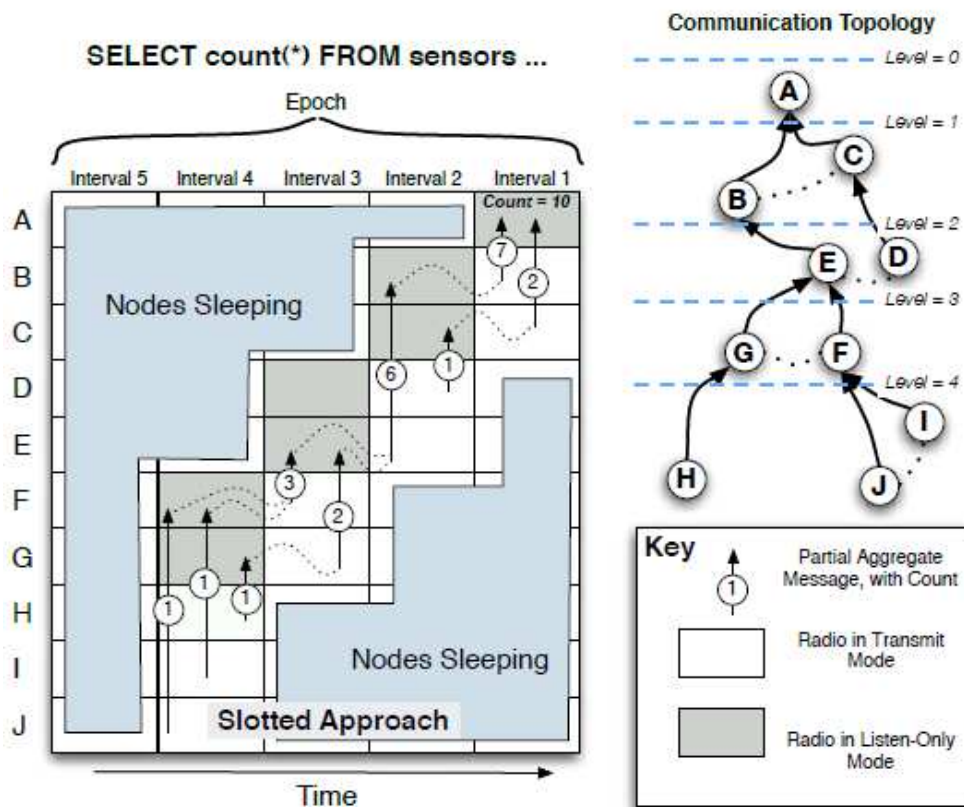 SELECT count(*) FROM sensors ...
Epoch
Interval 5 Interval 4 Interval 3 Interval 2 Interval 1
A
Count = 10
B
7
2
Nodes Sleeping
C
D
6
1
E
F
3
2
G
H
1
1
1
I
Nodes Sleeping
J
Slotted Approach
Time
Communication Topology
Level = 0
A
Level = 1
C
B
Level = 2
E
D
Level = 3
G
F
Level = 4
I
H
J
Key
1
Partial Aggregate
Message, with Count
Radio in Transmit
Mode
Radio in Listen-Only
Mode